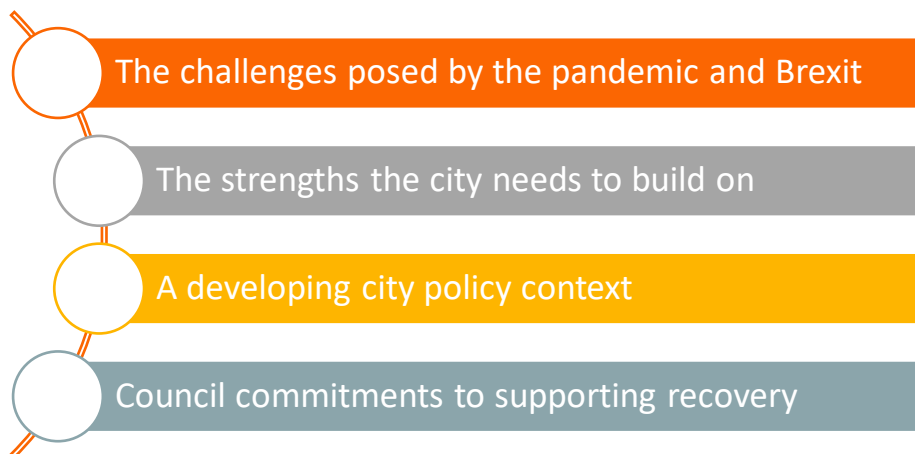 The challenges posed by the pandemic and Brexit
The strengths the city needs to build on
A developing city policy context
Council commitments to supporting recovery